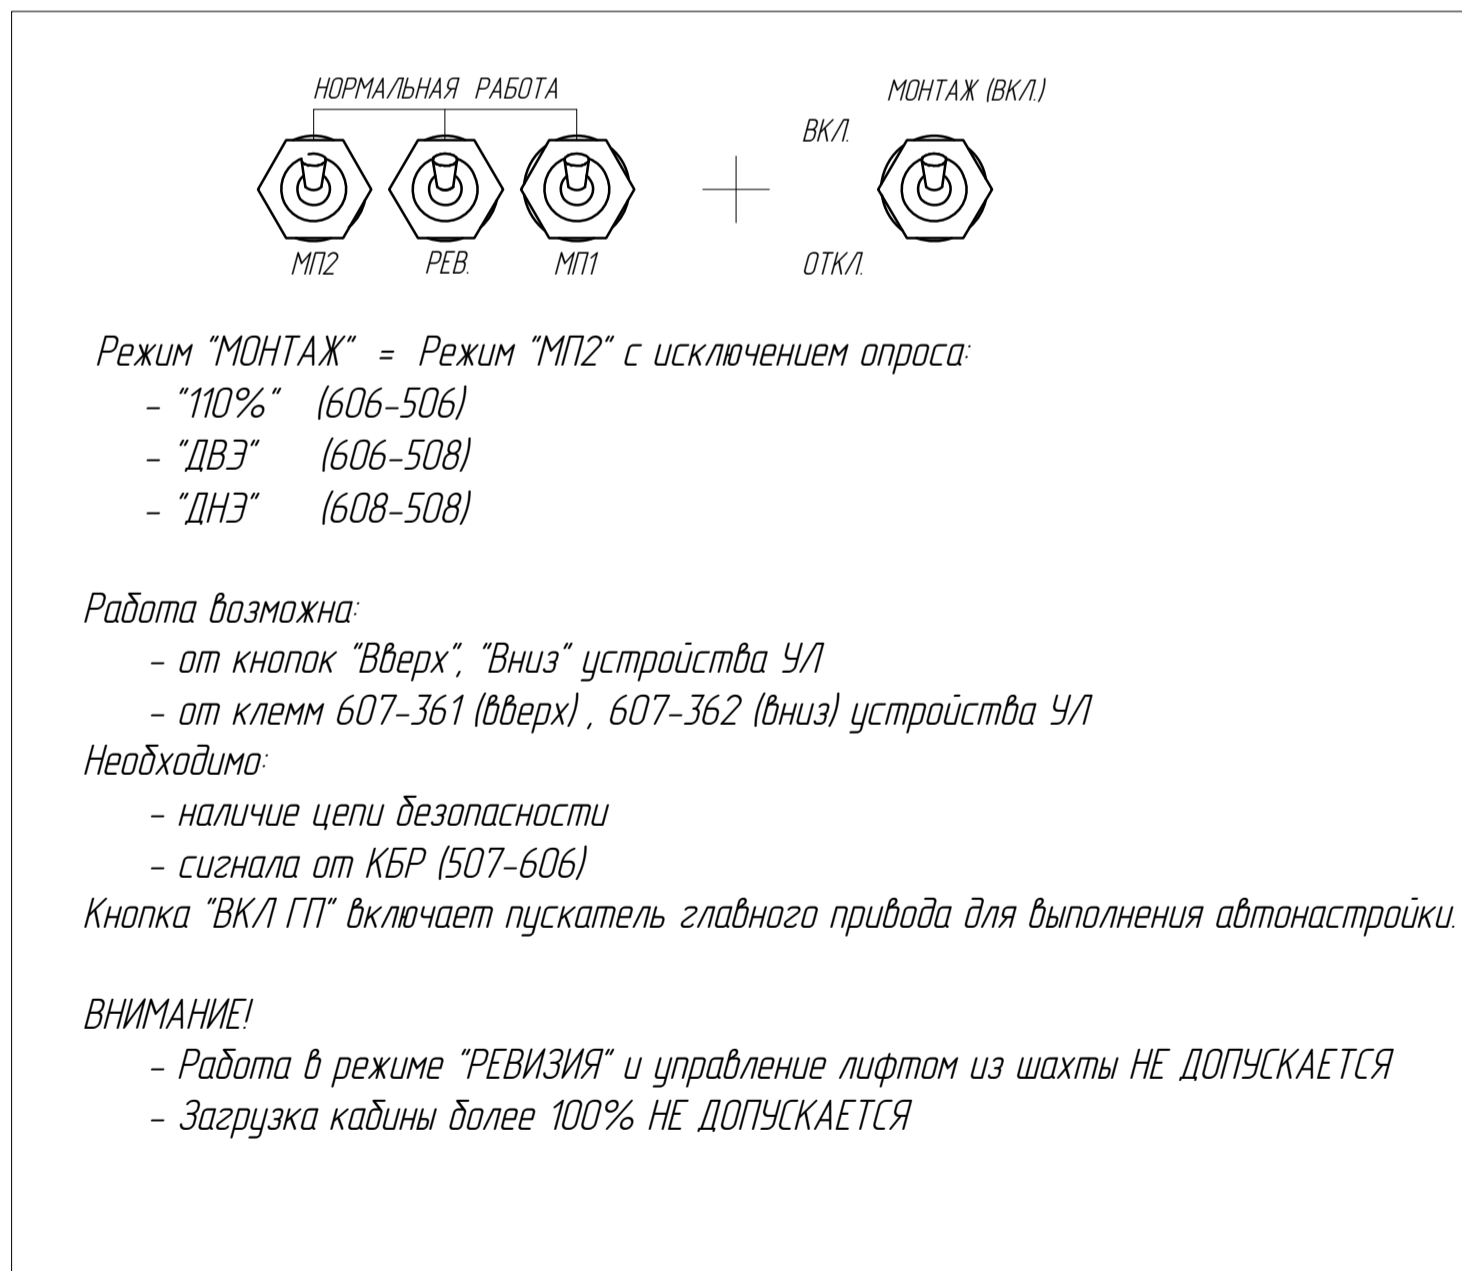 НОРМАЛЬНАЯ РАБОТА
МОНТАЖ (ВКЛ.)
ВКЛ.
МП2 РЕВ. МП1
ОТКЛ.
Режим "МОНТАЖ" = Режим "МП2" с исключением опроса:
- "110%" (606-506)
- "ДВЭ" (606-508)
- "ДНЭ" (608-508)
Работа возможна:
- от кнопок "Вверх", "Вниз" устройства УЛ
- от клемм 607-361 (вверх) , 607-362 (вниз) устройства УЛ
Необходимо:
- наличие цепи безопасности
- сигнала от КБР (507-606)
Кнопка "ВКЛ ГП" включает пускатель главного привода для выполнения автонастройки.
ВНИМАНИЕ!
- Работа в режиме "РЕВИЗИЯ" и управление лифтом из шахты НЕ ДОПУСКАЕТСЯ
- Загрузка кабины более 100% НЕ ДОПУСКАЕТСЯ